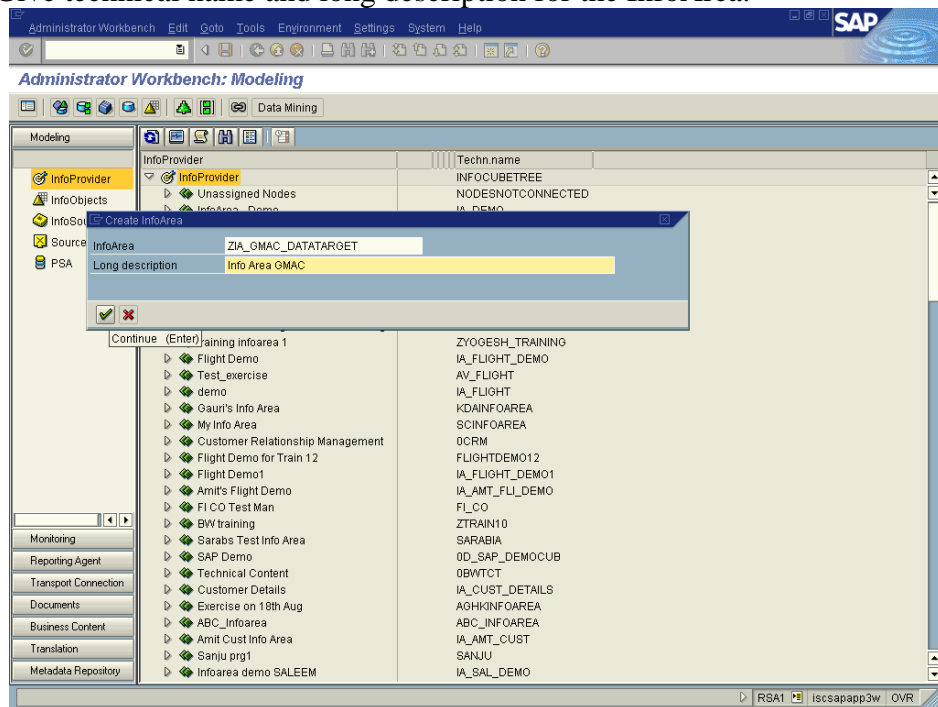 Give technical name and long description for the InfoArea.
Administrator Workbench Edit Goto Tools Environment Settings System Help
SAP
Administrator Workbench: Modeling
Data Mining
Modeling
InfoProvider Techn.name
InfoProvider INFOCUBETREE
InfoProvider
Unassigned Nodes NODESNOTCONNECTED
InfoObjects
InfoArea Demo IA_DEMO
InfoSou
Create InfoArea
Source
InfoArea ZIA_GMAC_DATATARGET
PSA
Long description Info Area GMAC
Continue (Enter)
raining infoarea 1 ZYOGESH_TRAINING
Flight Demo IA_FLIGHT_DEMO
Test_exercise AV_FLIGHT
demo IA_FLIGHT
Gauri's Info Area KDAINFOAREA
My Info Area SCINFOAREA
Customer Relationship Management 0CRM
Flight Demo for Train 12 FLIGHTDEMO12
Flight Demo1 IA_FLIGHT_DEMO1
Amit's Flight Demo IA_AMT_FLI_DEMO
FI CO Test Man FI_CO
BW training ZTRAIN10
Monitoring
Sarabs Test Info Area SARABIA
Reporting Agent
SAP Demo 0D_SAP_DEMOCUB
Technical Content 0BWTCT
Transport Connection
Customer Details IA_CUST_DETAILS
Documents
Exercise on 18th Aug AGHKINFOAREA
Business Content
ABC_Infoarea ABC_INFOAREA
Amit Cust Info Area IA_AMT_CUST
Translation
Sanju prg1 SANJU
Metadata Repository
Infoarea demo SALEEM IA_SAL_DEMO
RSA1 iscsapapp3w OVR